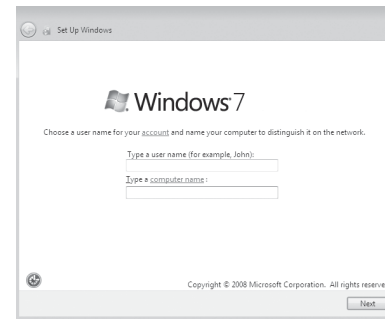 Set Up Windows
Windows 7
Choose a user name for your account and name your computer to distinguish it on the network.
Type a user name (for example, John):
Type a computer name :
Copyright © 2008 Microsoft Corporation. All rights reserve
Next